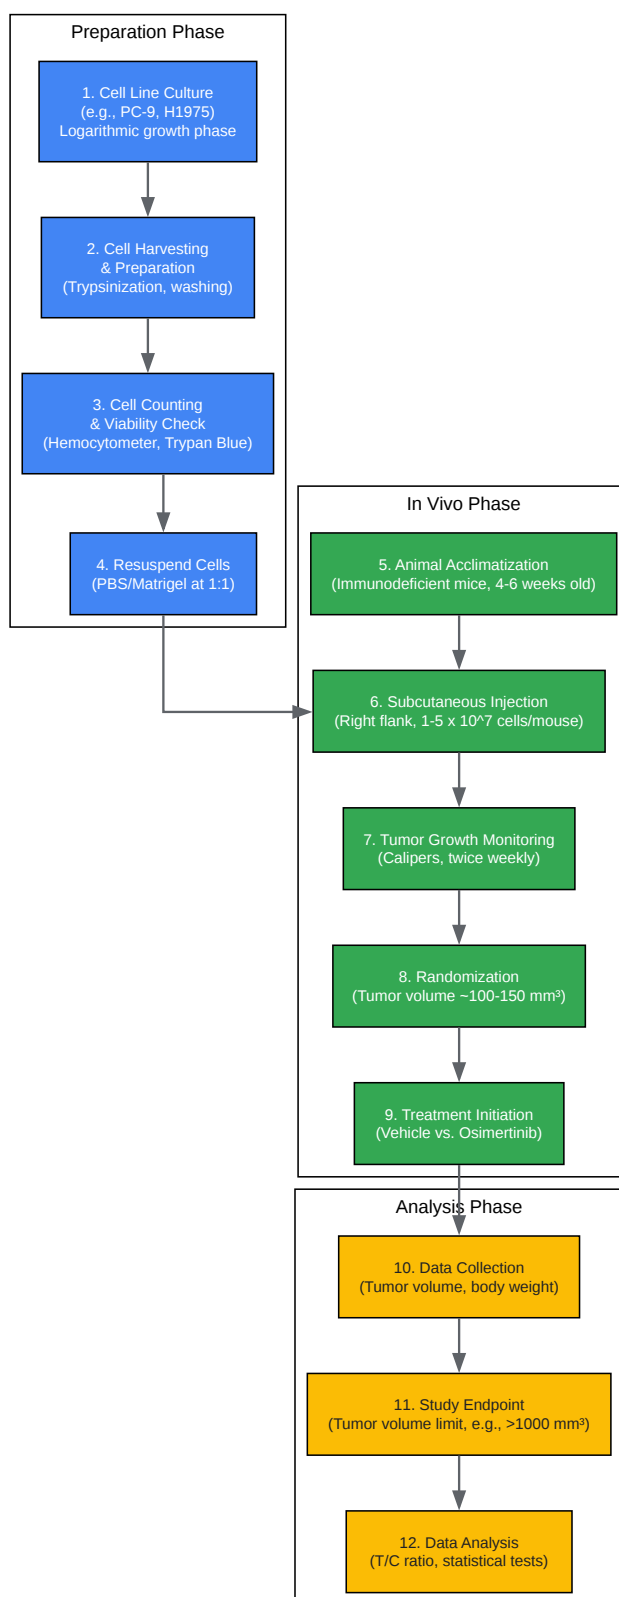 Preparation Phase
1. Cell Line Culture
(e.g., PC-9, H1975)
Logarithmic growth phase
2. Cell Harvesting
& Preparation
(Trypsinization, washing)
3. Cell Counting
& Viability Check
(Hemocytometer, Trypan Blue)
4. Resuspend Cells
(PBS/Matrigel at 1:1)
In Vivo Phase
5. Animal Acclimatization
(Immunodeficient mice, 4-6 weeks old)
6. Subcutaneous Injection
(Right flank, 1-5 x 10^7 cells/mouse)
7. Tumor Growth Monitoring
(Calipers, twice weekly)
8. Randomization
(Tumor volume ~100-150 mm³)
9. Treatment Initiation
(Vehicle vs. Osimertinib)
Analysis Phase
10. Data Collection
(Tumor volume, body weight)
11. Study Endpoint
(Tumor volume limit, e.g., >1000 mm³)
12. Data Analysis
(T/C ratio, statistical tests)